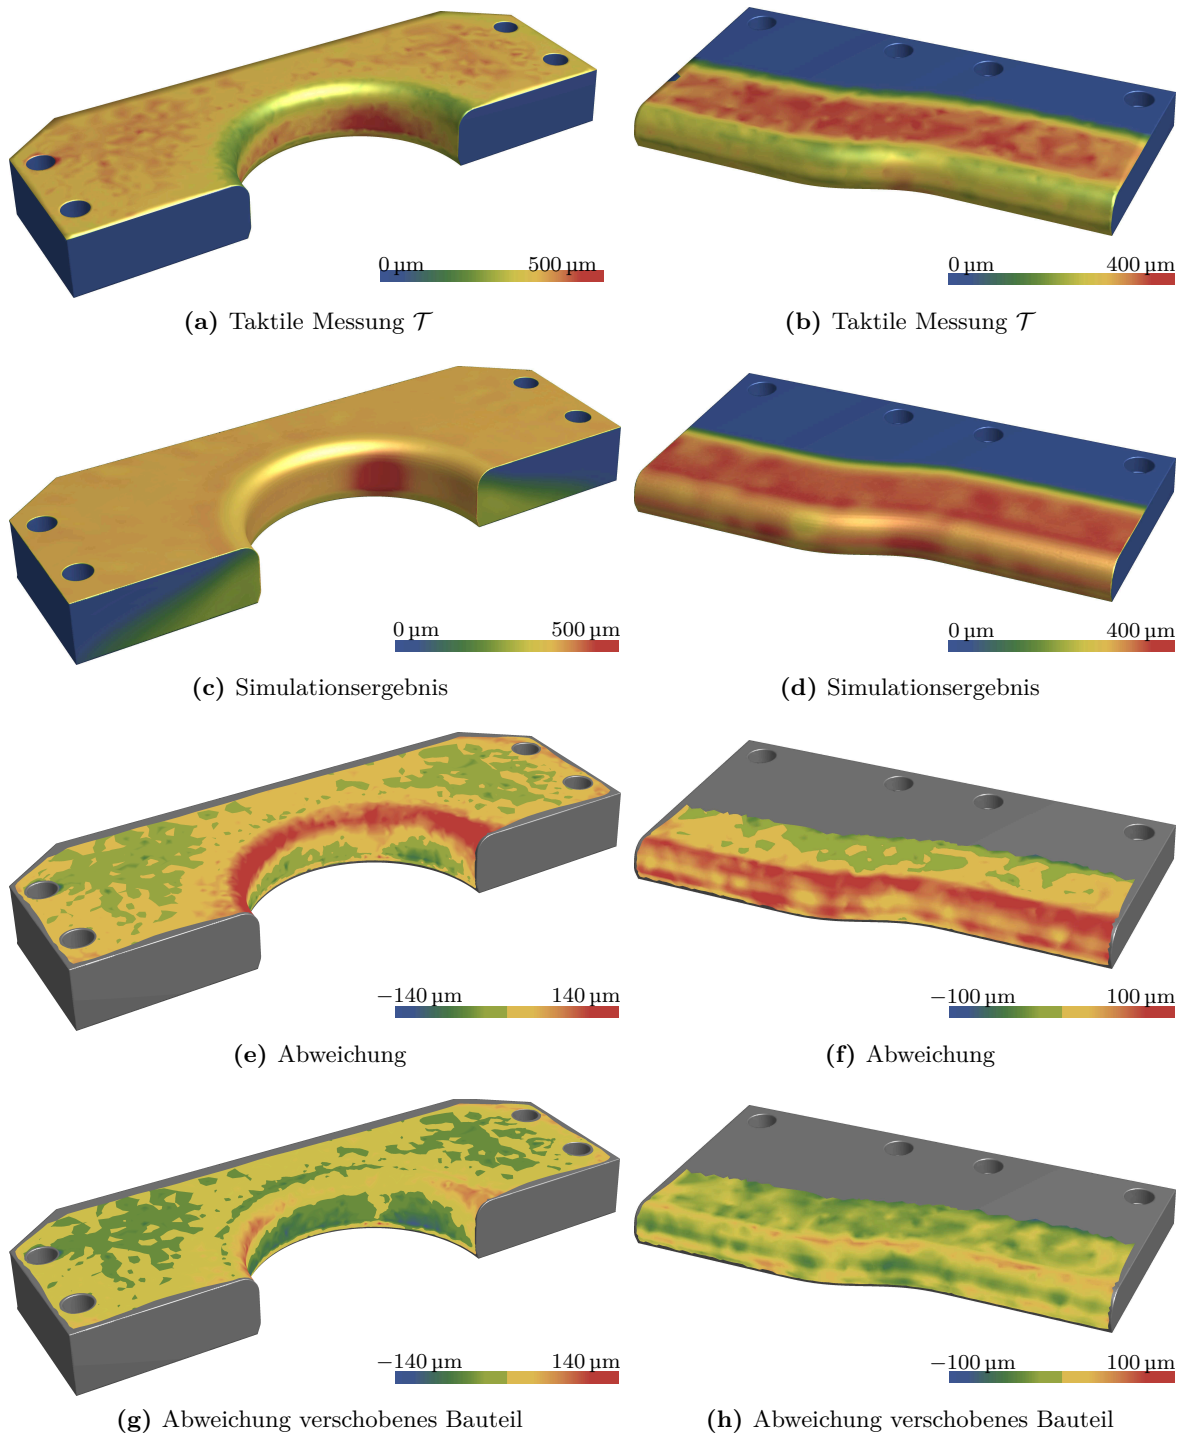 0 µm 500 µm
0 µm 400 µm
(a) Taktile Messung 𝒯
(b) Taktile Messung 𝒯
0 µm 500 µm
0 µm 400 µm
(c) Simulationsergebnis
(d) Simulationsergebnis
−140 µm 140 µm
−100 µm 100 µm
(e) Abweichung
(f) Abweichung
−140 µm 140 µm
−100 µm 100 µm
(g) Abweichung verschobenes Bauteil
(h) Abweichung verschobenes Bauteil